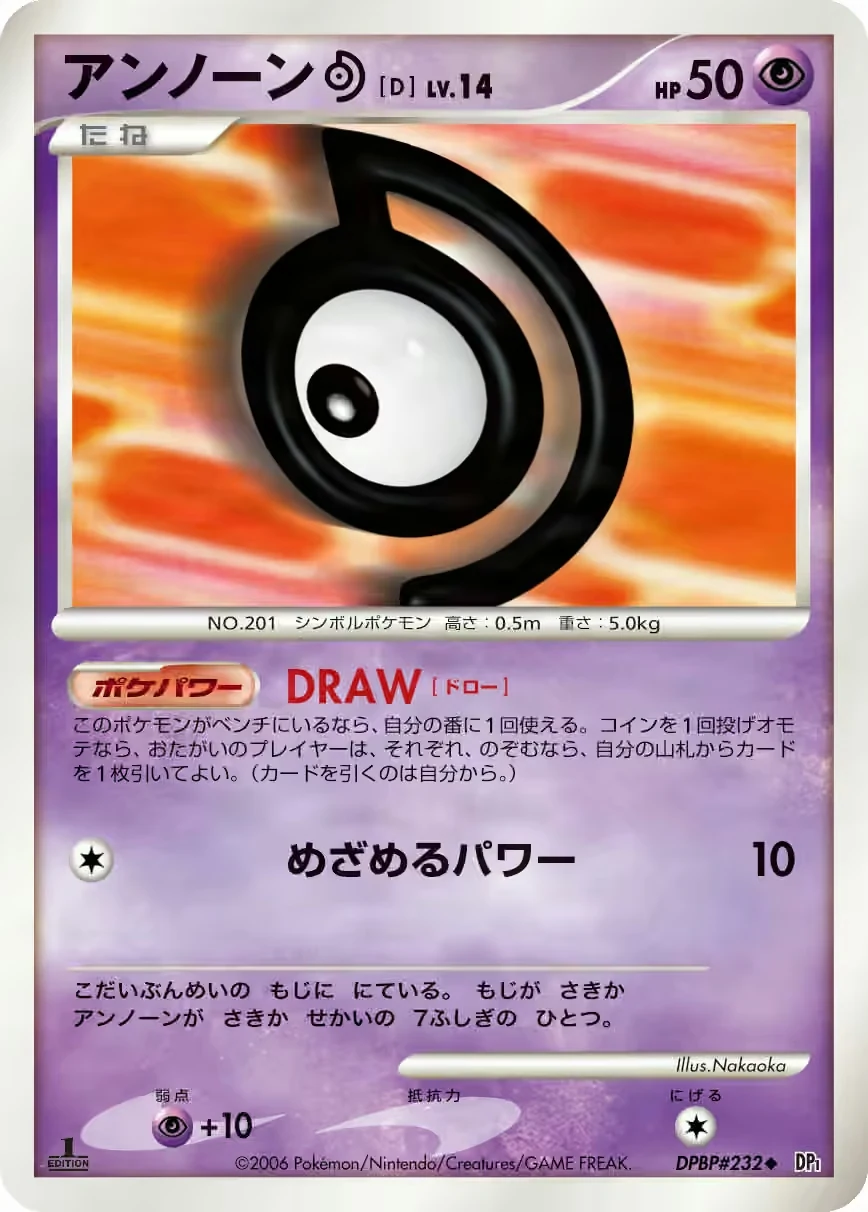 アンノーン [D] LV.14 HP 50
たね
NO.201 シンボルポケモン 高さ:0.5m 重さ:5.0kg
ポケパワー DRAW [ドロー]
このポケモンがベンチにいるなら、自分の番に1回使える。コインを1回投げオモ
テなら、おたがいのプレイヤーは、それぞれ、のぞむなら、自分の山札からカード
を1枚引いてよい。(カードを引くのは自分から。)
めざめるパワー 10
こだいぶんめいの もじに にている。 もじが さきか
アンノーンが さきか せかいの 7ふしぎの ひとつ。
Illus.Nakaoka
弱点 抵抗力 にげる
+10
1 EDITION
©2006 Pokémon/Nintendo/Creatures/GAME FREAK. DPBP#232◆ DP1